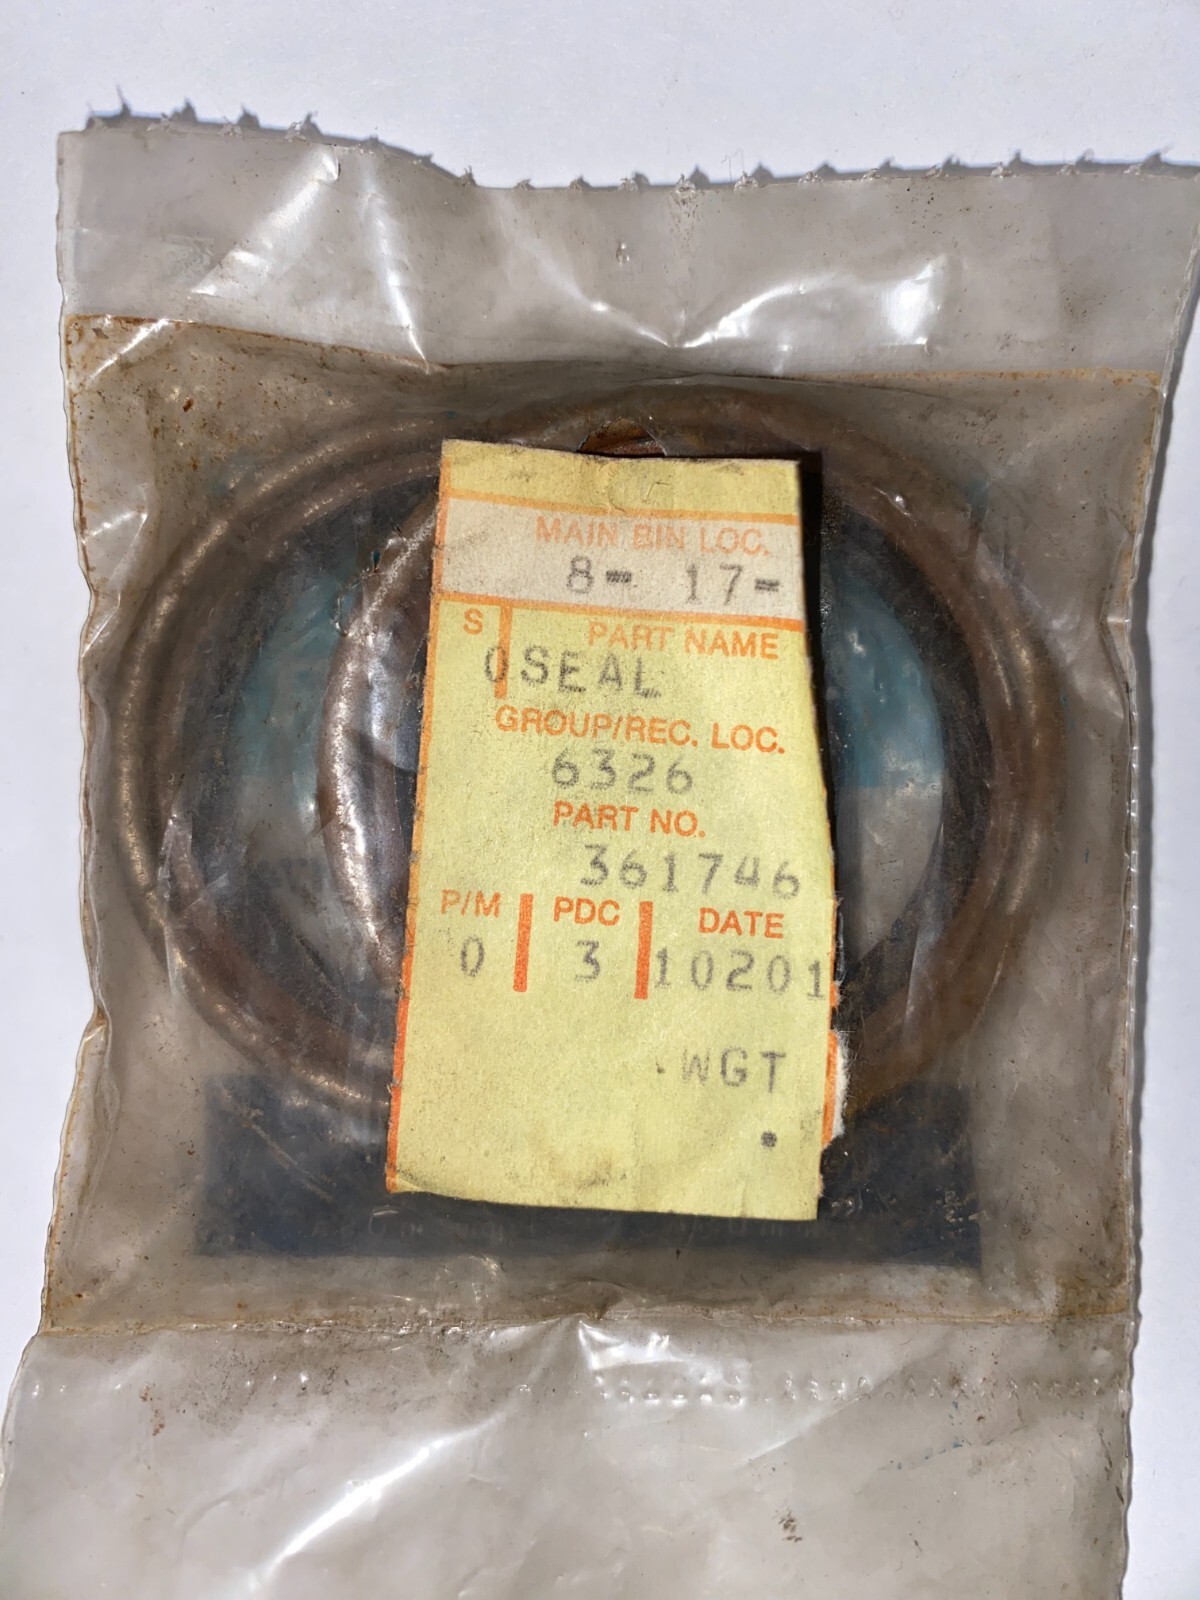 MAIN BIN LOC.
8- 17-
S PART NAME
0SEAL
GROUP/REC. LOC.
6326
PART NO.
361746
P/M PDC DATE
0 3 10201
WGT
.